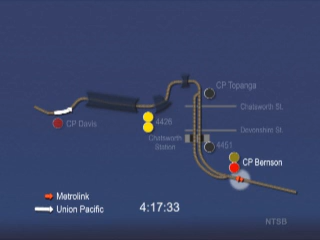 CP Topanga
Chatsworth St.
CP Davis
4426
Devonshire St.
Chatsworth
Station
4451
CP Bernson
Metrolink
Union Pacific
4:17:33
NTSB